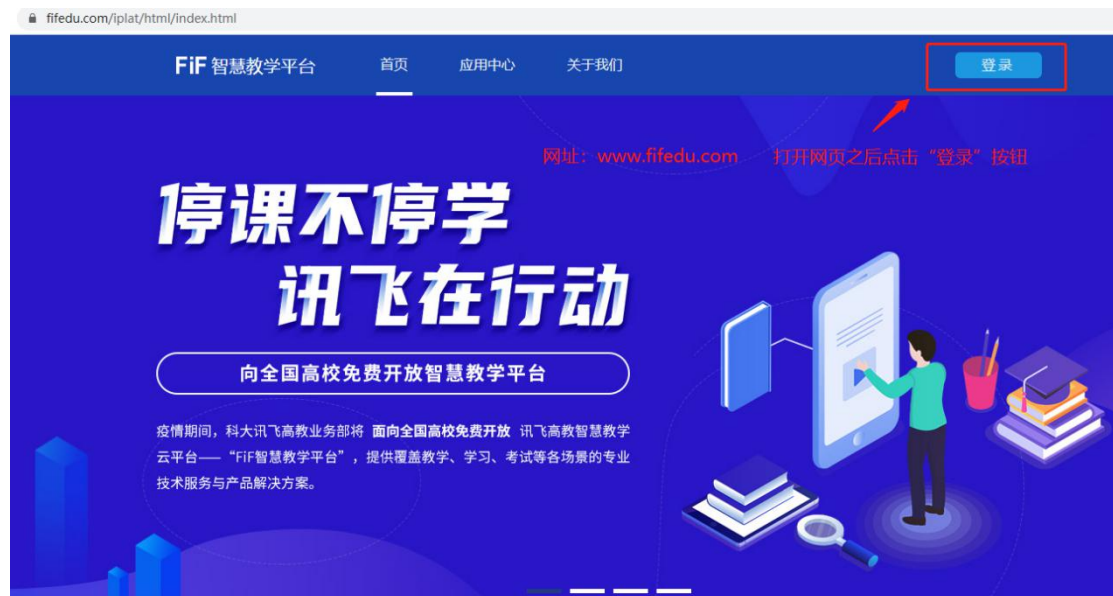 fifedu.com/iplat/html/index.html
FiF 智慧教学平台 首页 应用中心 关于我们 登录
网址：www.fifedu.com 打开网页之后点击“登录”按钮
停课不停学
讯飞在行动
向全国高校免费开放智慧教学平台
疫情期间，科大讯飞高教业务部将 面向全国高校免费开放 讯飞高教智慧教学
云平台——“FiF智慧教学平台”，提供覆盖教学、学习、考试等各场景的专业
技术服务与产品解决方案。